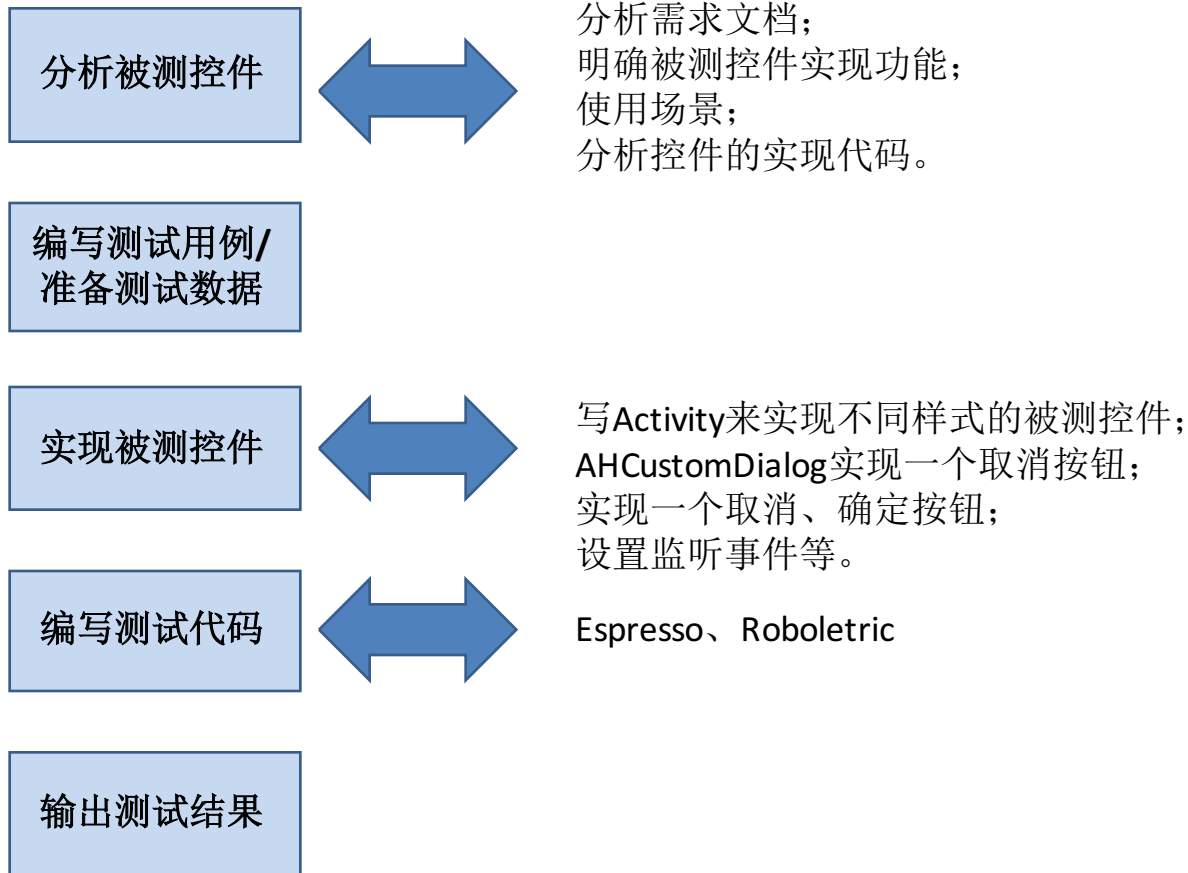 分析被测控件
分析需求文档；
明确被测控件实现功能；
使用场景；
分析控件的实现代码。
编写测试用例/
准备测试数据
实现被测控件
写Activity来实现不同样式的被测控件；
AHCustomDialog实现一个取消按钮；
实现一个取消、确定按钮；
设置监听事件等。
编写测试代码
Espresso、Roboletric
输出测试结果